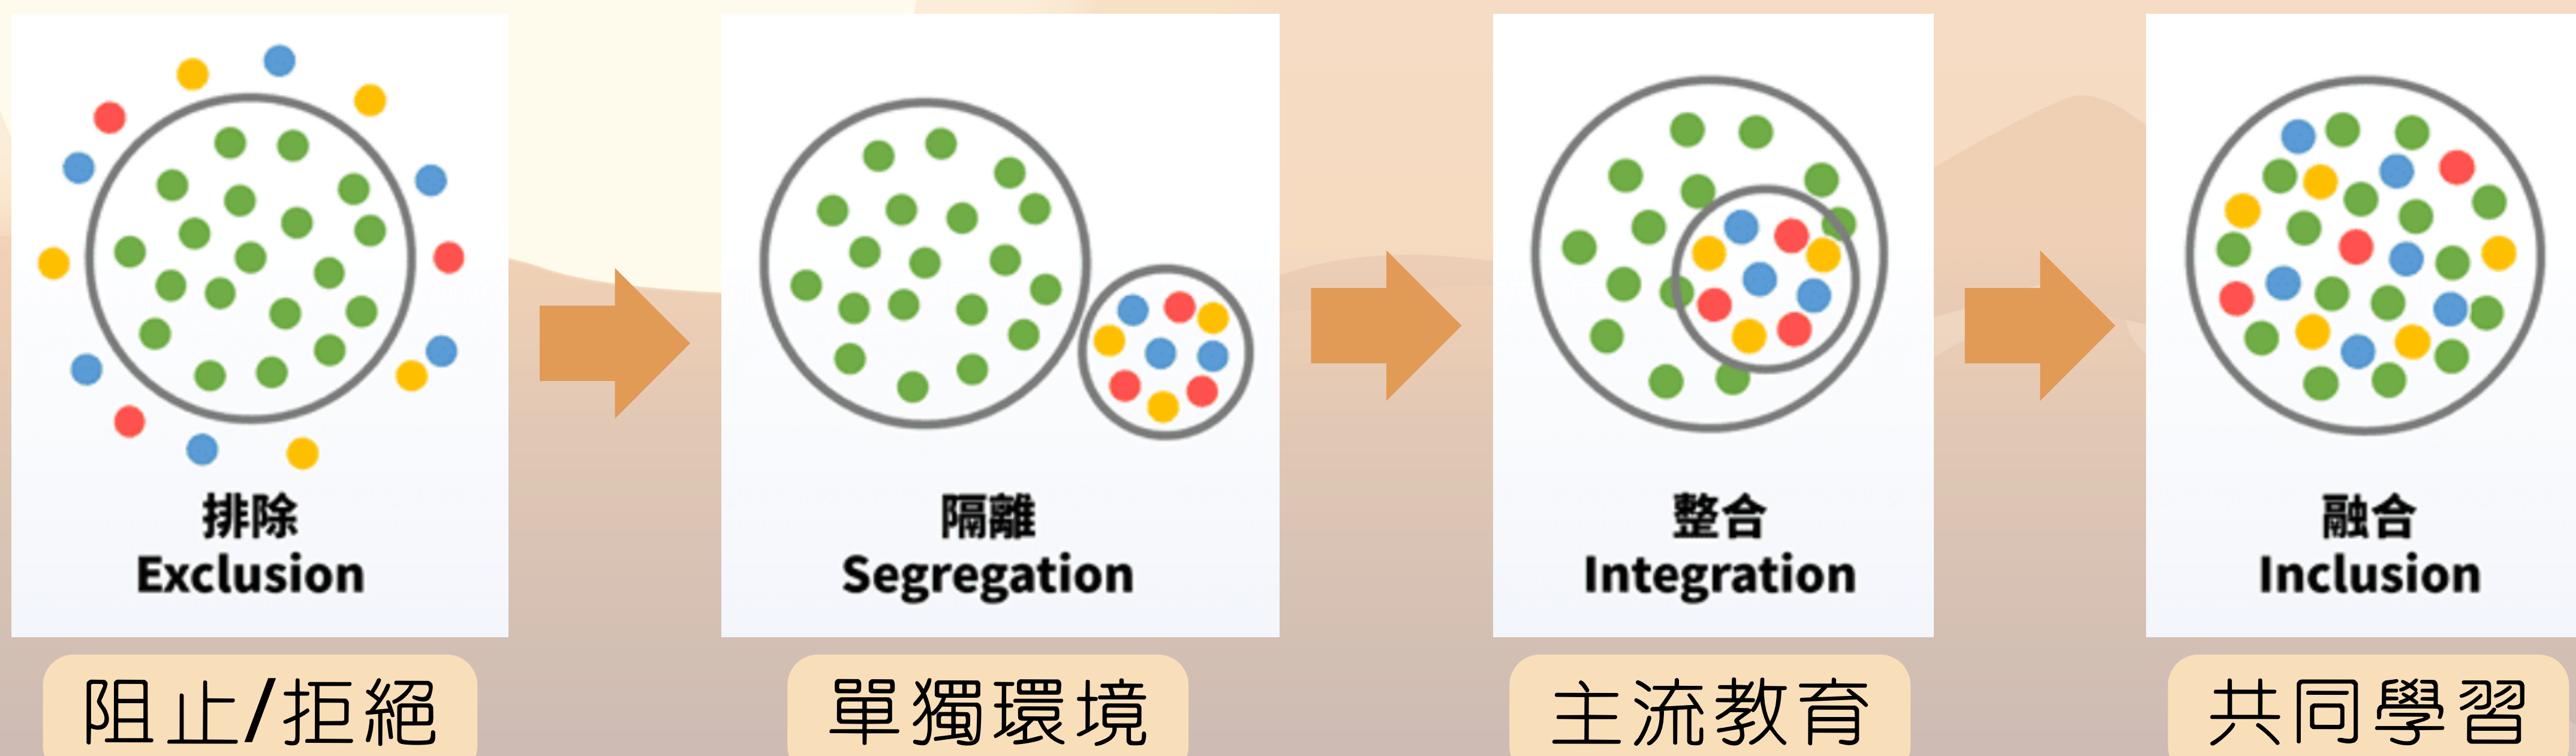 排除
Exclusion
阻止/拒絕
隔離
Segregation
單獨環境
整合
Integration
主流教育
融合
Inclusion
共同學習